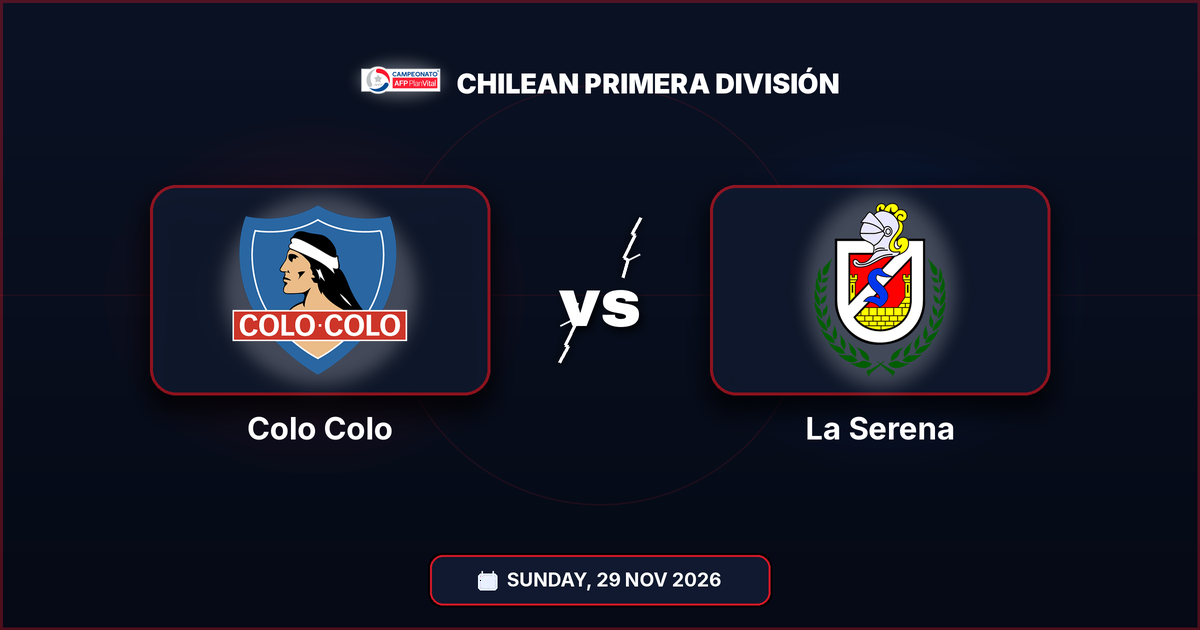 CAMPEONATO
AFP PlanVital
CHILEAN PRIMERA DIVISIÓN
COLO·COLO
VS
Colo Colo
La Serena
SUNDAY, 29 NOV 2026